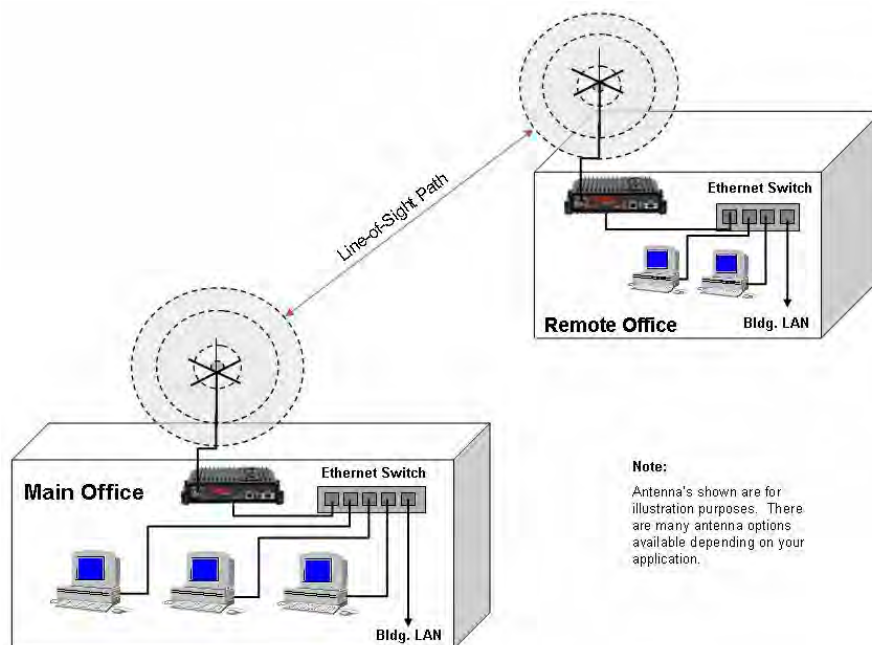 Line-of-Sight Path
Ethernet Switch
Remote Office
Bldg. LAN
Main Office
Ethernet Switch
Bldg. LAN
Note:
Antenna's shown are for
illustration purposes. There
are many antenna options
available depending on your
application.